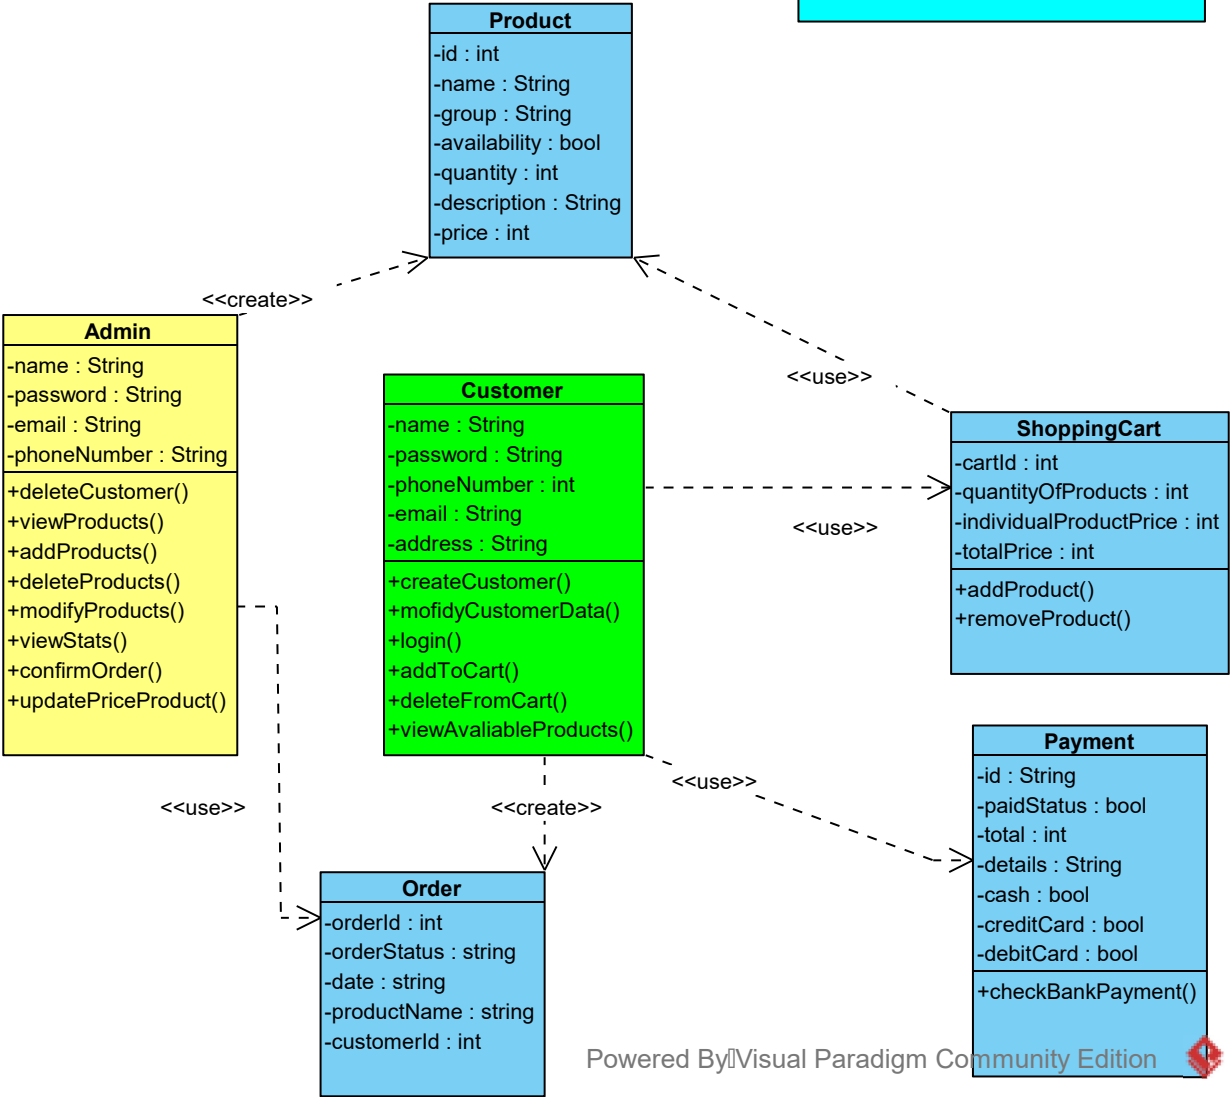 Product
-id : int
-name : String
-group : String
-availability : bool
-quantity : int
-description : String
-price : int
<<create>>
Admin
-name : String
-password : String
-email : String
-phoneNumber : String
+deleteCustomer()
+viewProducts()
+addProducts()
+deleteProducts()
+modifyProducts()
+viewStats()
+confirmOrder()
+updatePriceProduct()
<<use>>
Customer
-name : String
-password : String
-phoneNumber : int
-email : String
-address : String
+createCustomer()
+mofidyCustomerData()
+login()
+addToCart()
+deleteFromCart()
+viewAvaliableProducts()
<<use>>
ShoppingCart
-cartId : int
-quantityOfProducts : int
-individualProductPrice : int
-totalPrice : int
+addProduct()
+removeProduct()
<<use>>
<<create>>
<<use>>
Order
-orderId : int
-orderStatus : string
-date : string
-productName : string
-customerId : int
Payment
-id : String
-paidStatus : bool
-total : int
-details : String
-cash : bool
-creditCard : bool
-debitCard : bool
+checkBankPayment()
Powered By Visual Paradigm Community Edition